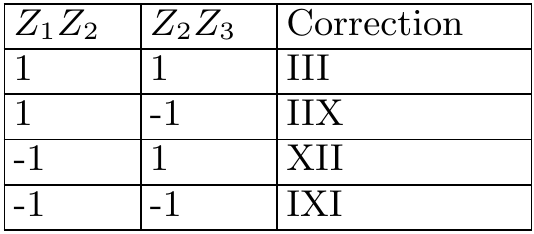 Z₁Z₂ Z₂Z₃ Correction
1 1 III
1 -1 IIX
-1 1 XII
-1 -1 IXI